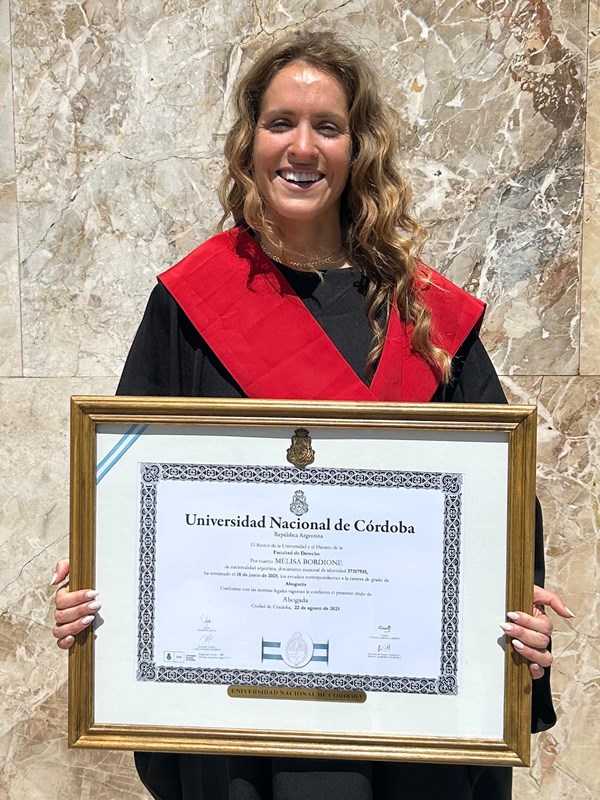 Universidad Nacional de Córdoba
República Argentina
El Rector de la Universidad y el Decano de la
Facultad de Derecho
Por cuanto MELISA BORDIONE
de nacionalidad argentina, documento nacional de identidad 37317935,
ha terminado el 18 de junio de 2025, los estudios correspondientes a la carrera de grado de
Abogacía
Conforme con las normas legales vigentes le confieren el presente título de
Abogada
Ciudad de Córdoba, 22 de agosto de 2025
UNIVERSIDAD NACIONAL DE CÓRDOBA